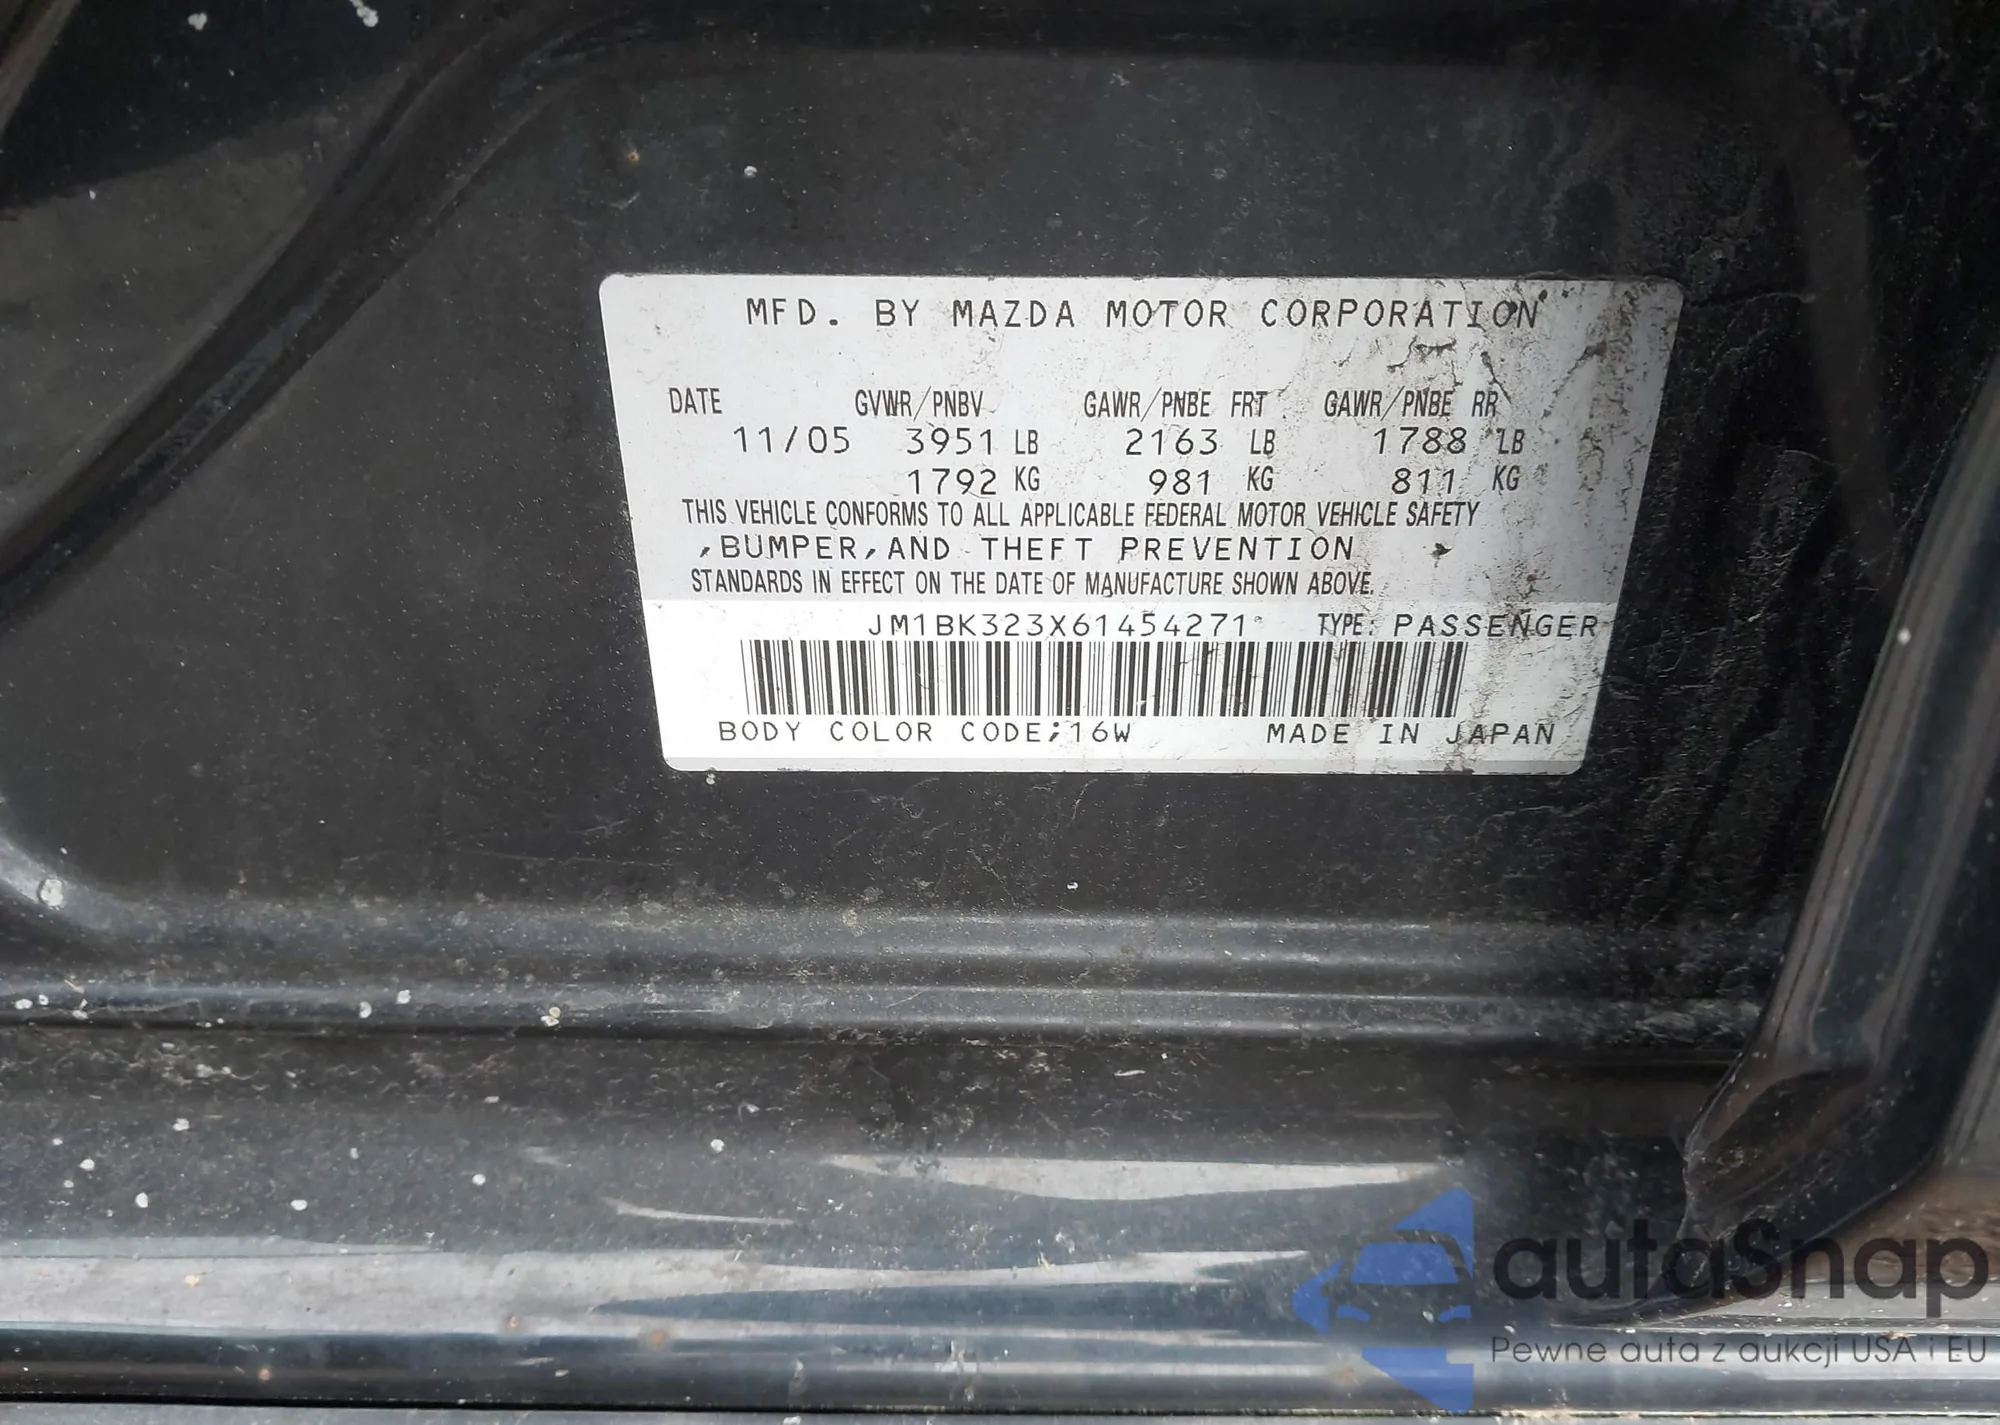 MFD. BY MAZDA MOTOR CORPORATION
DATE GVWR/PNBV GAWR/PNBE FRT GAWR/PNBE RR
11/05 3951 LB 2163 LB 1788 LB
1792 KG 981 KG 811 KG
THIS VEHICLE CONFORMS TO ALL APPLICABLE FEDERAL MOTOR VEHICLE SAFETY
,BUMPER,AND THEFT PREVENTION
STANDARDS IN EFFECT ON THE DATE OF MANUFACTURE SHOWN ABOVE.
JM1BK323X61454271 TYPE: PASSENGER
BODY COLOR CODE;16W MADE IN JAPAN
autaSnap
Pewne auta z aukcji USA i EU